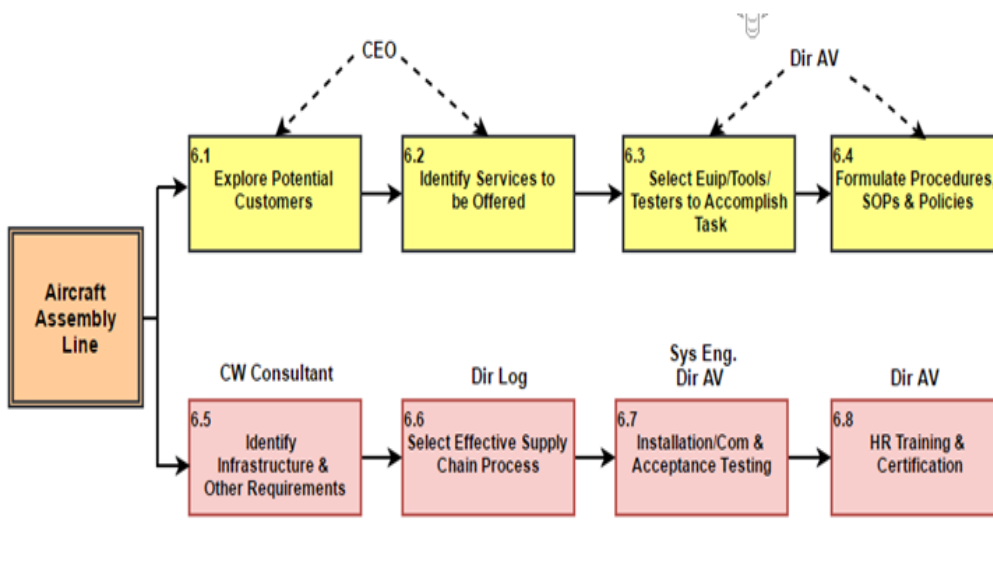 CEO
Dir AV
6.1
Explore Potential
Customers
6.2
Identify Services to
be Offered
6.3
Select Euip/Tools/
Testers to Accomplish
Task
6.4
Formulate Procedures,
SOPs & Policies
Aircraft
Assembly
Line
CW Consultant
Dir Log
Sys Eng.
Dir AV
Dir AV
6.5
Identify
Infrastructure &
Other Requirements
6.6
Select Effective Supply
Chain Process
6.7
Installation/Com &
Acceptance Testing
6.8
HR Training &
Certification